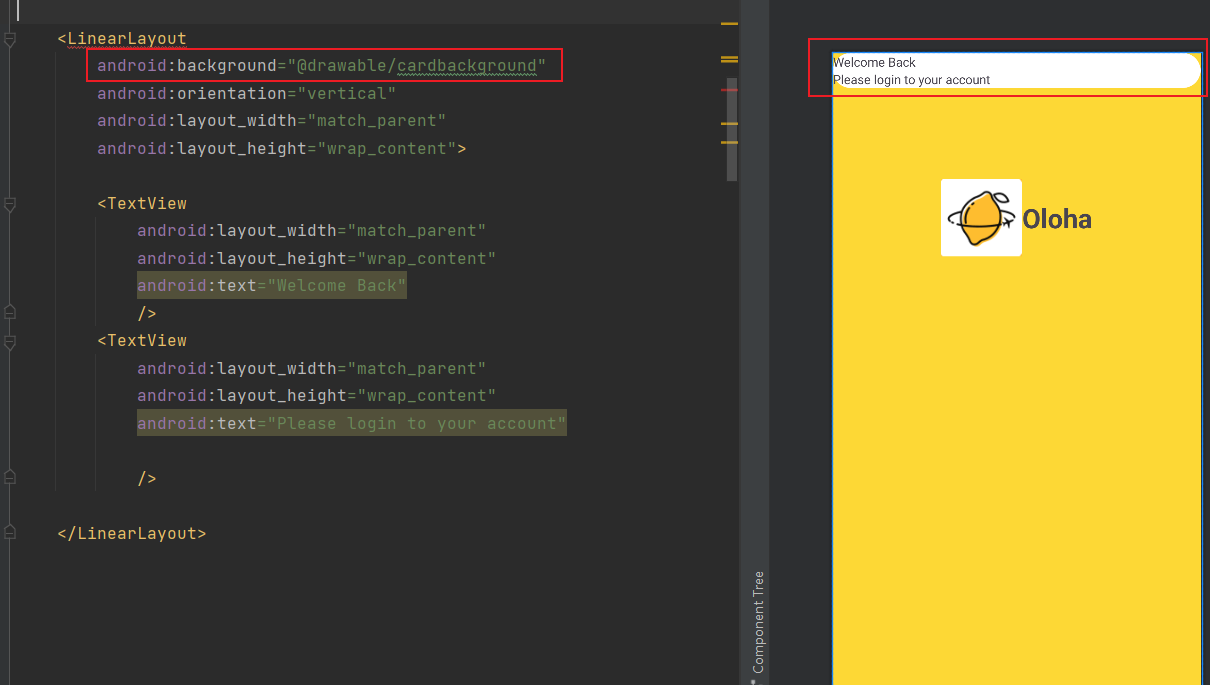 <LinearLayout
android:background="@drawable/cardbackground"
android:orientation="vertical"
android:layout_width="match_parent"
android:layout_height="wrap_content">
<TextView
android:layout_width="match_parent"
android:layout_height="wrap_content"
android:text="Welcome Back"
/>
<TextView
android:layout_width="match_parent"
android:layout_height="wrap_content"
android:text="Please login to your account"
/>
</LinearLayout>
Component Tree
Welcome Back
Please login to your account
Oloha